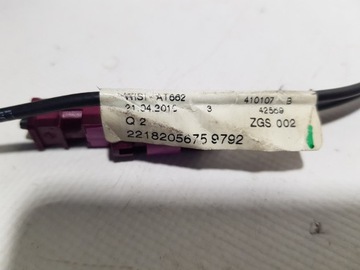 WISI - AT662 410107 - B
21.04.2010 3 42569
Q 2 ZGS 002
2218205675 9792